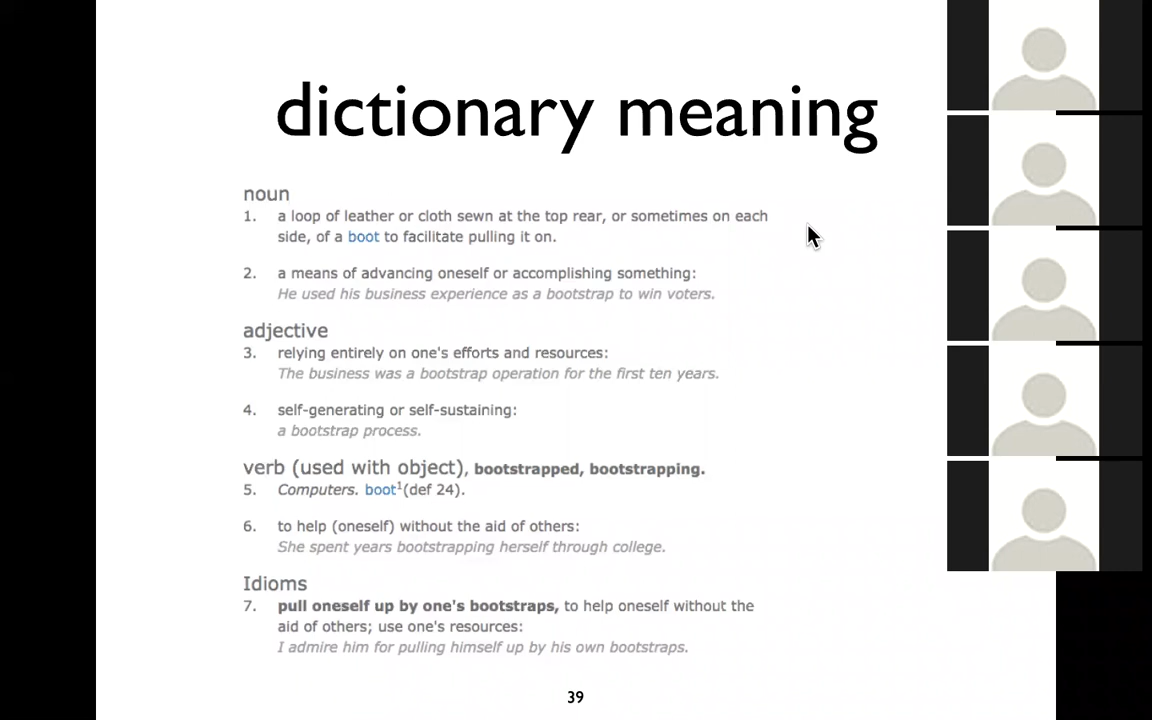 dictionary meaning
noun
1. a loop of leather or cloth sewn at the top rear, or sometimes on each
side, of a boot to facilitate pulling it on.
2. a means of advancing oneself or accomplishing something:
He used his business experience as a bootstrap to win voters.
adjective
3. relying entirely on one's efforts and resources:
The business was a bootstrap operation for the first ten years.
4. self-generating or self-sustaining:
a bootstrap process.
verb (used with object), bootstrapped, bootstrapping.
5. Computers. boot¹(def 24).
6. to help (oneself) without the aid of others:
She spent years bootstrapping herself through college.
Idioms
7. pull oneself up by one's bootstraps, to help oneself without the
aid of others; use one's resources:
I admire him for pulling himself up by his own bootstraps.
39